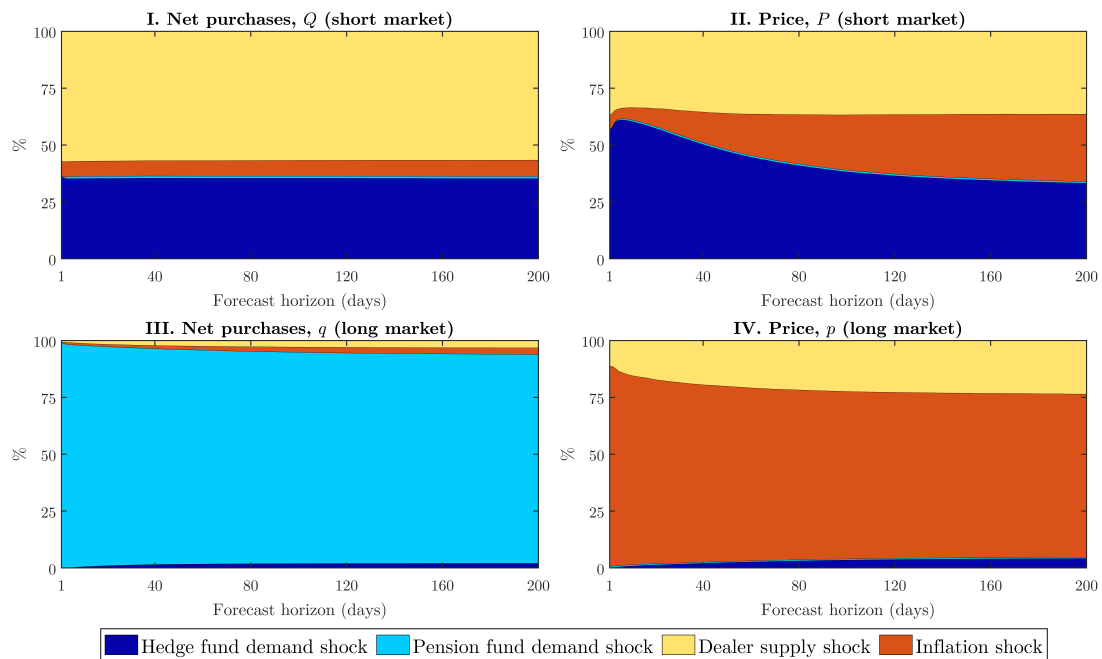 I. Net purchases, Q (short market)
100
75
50
25
0
%
1 40 80 120 160 200
Forecast horizon (days)
II. Price, P (short market)
100
75
50
25
0
%
1 40 80 120 160 200
Forecast horizon (days)
III. Net purchases, q (long market)
100
75
50
25
0
%
1 40 80 120 160 200
Forecast horizon (days)
IV. Price, p (long market)
100
75
50
25
0
%
1 40 80 120 160 200
Forecast horizon (days)
Hedge fund demand shock Pension fund demand shock Dealer supply shock Inflation shock